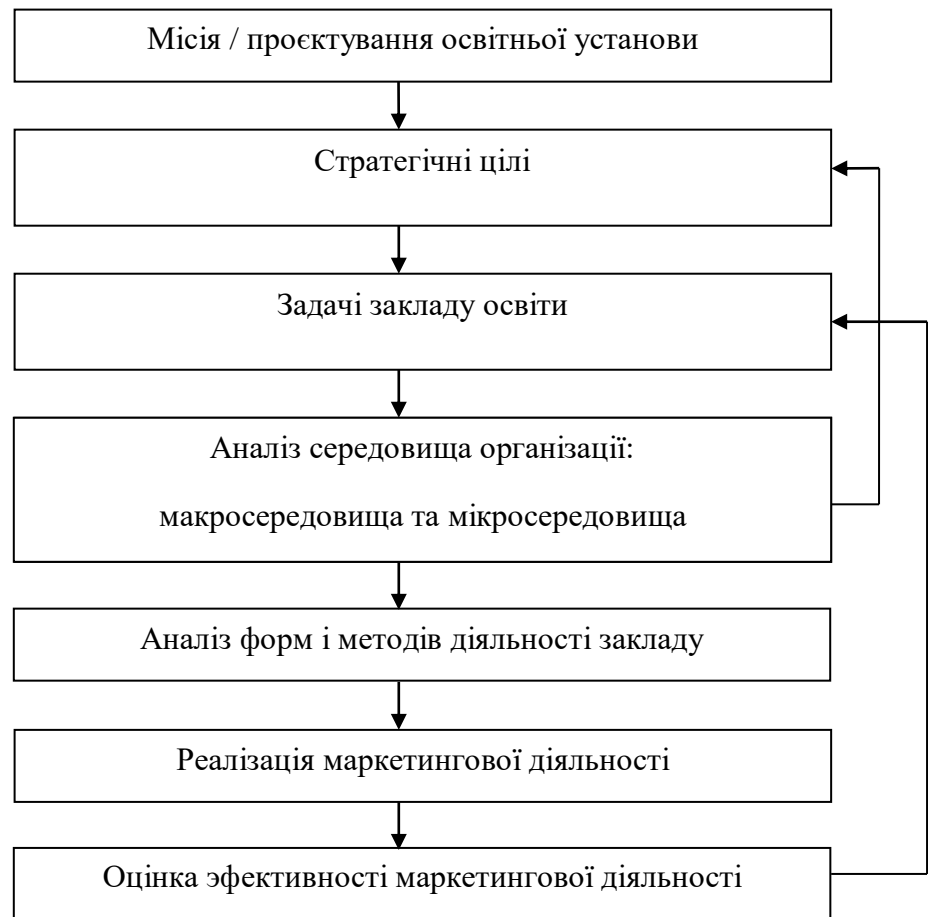 Місія / проєктування освітньої установи
Стратегічні цілі
Задачі закладу освіти
Аналіз середовища організації:
макросередовища та мікросередовища
Аналіз форм і методів діяльності закладу
Реалізація маркетингової діяльності
Оцінка эфективності маркетингової діяльності